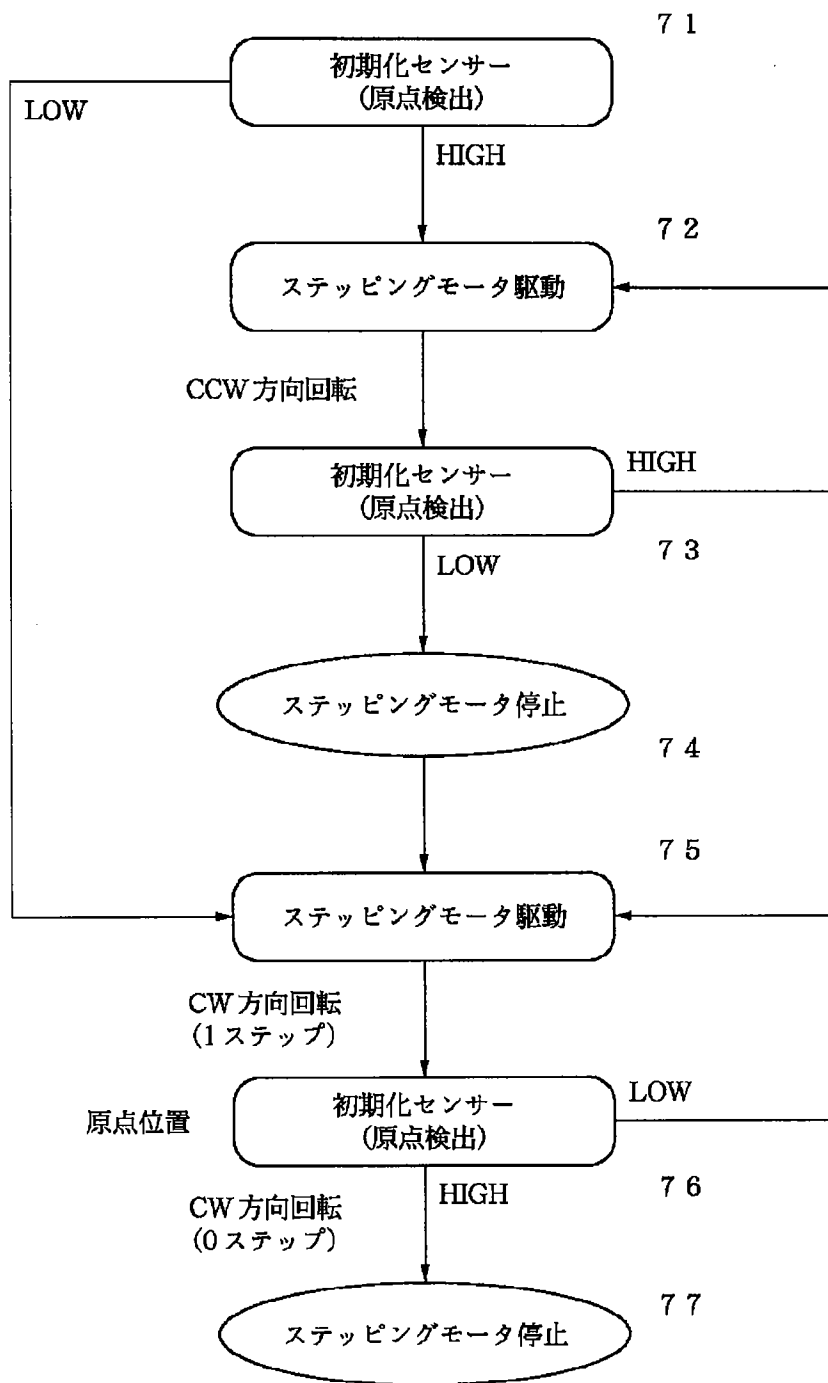 ７１
初期化センサー
(原点検出)
LOW
HIGH
７２
ステッピングモータ駆動
CCW方向回転
初期化センサー
(原点検出)
HIGH
７３
LOW
ステッピングモータ停止
７４
７５
ステッピングモータ駆動
CW方向回転
(1ステップ)
原点位置
初期化センサー
(原点検出)
LOW
７６
CW方向回転
(0ステップ)
HIGH
７７
ステッピングモータ停止